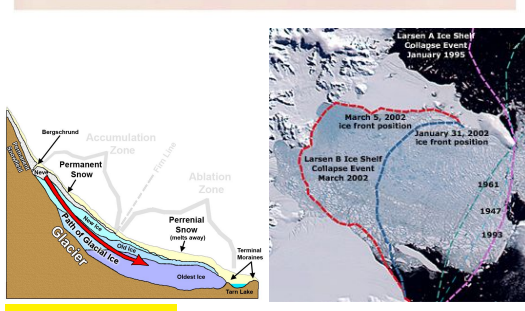 Bergschrund
Accumulation
Zone
Permanent
Snow
Firn Line
Ablation
Zone
Neve
New Ice
Old Ice
Path of Glacial Ice
Glacier
Perrenial
Snow
(melts away)
Oldest Ice
Terminal
Moraines
Tarn Lake
Larsen A Ice Shelf
Collapse Event
January 1995
March 5, 2002
ice front position
January 31, 2002
ice front position
Larsen B Ice Shelf
Collapse Event
March 2002
1961
1947
1993